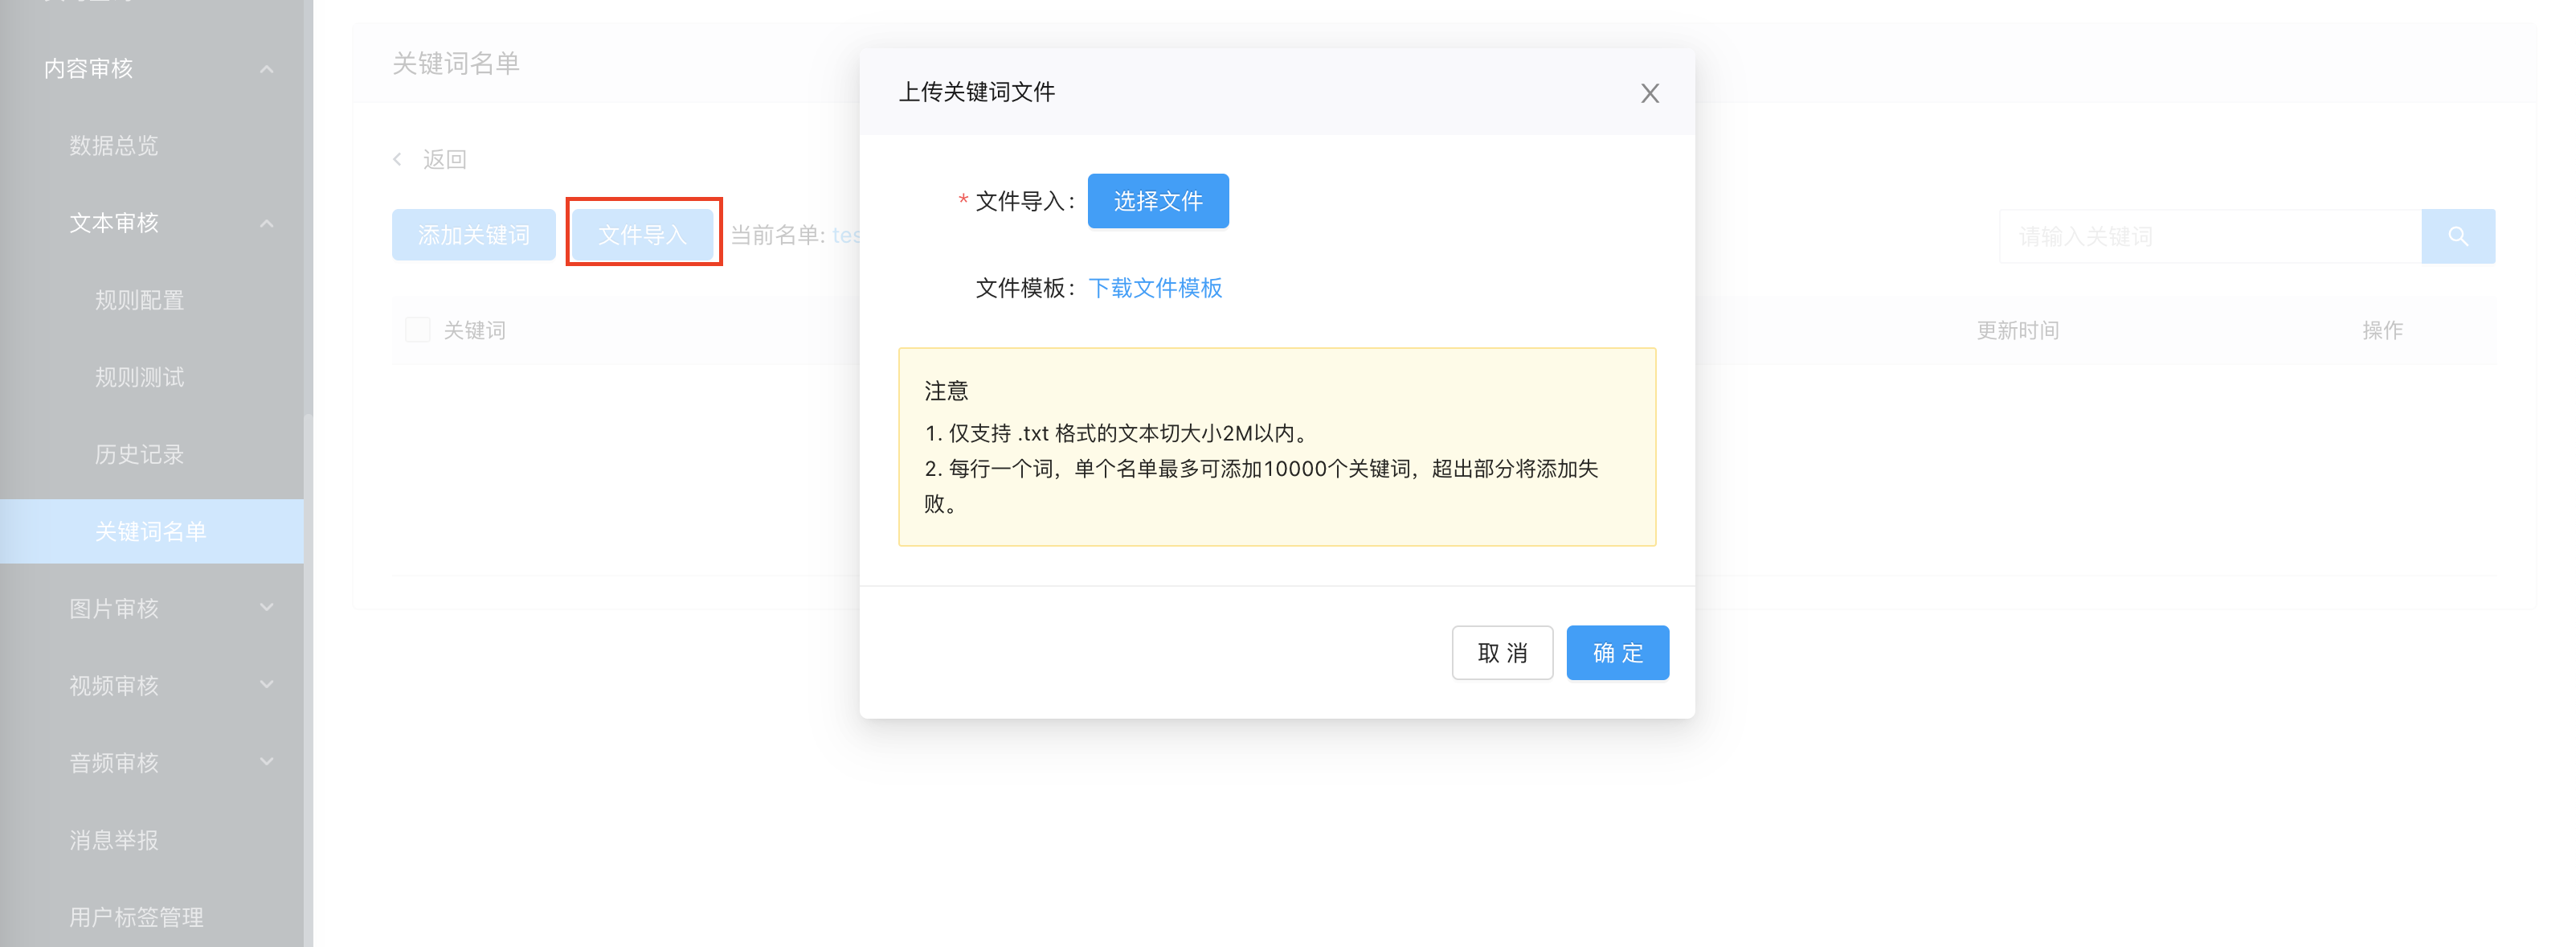 内容审核
数据总览
文本审核
规则配置
规则测试
历史记录
关键词名单
图片审核
视频审核
音频审核
消息举报
用户标签管理
关键词名单
返回
添加关键词
文件导入
当前名单: tes
请输入关键词
关键词
更新时间
操作
上传关键词文件
* 文件导入:
选择文件
文件模板:
下载文件模板
注意
1. 仅支持 .txt 格式的文本切大小2M以内。
2. 每行一个词，单个名单最多可添加10000个关键词，超出部分将添加失
败。
取 消
确 定